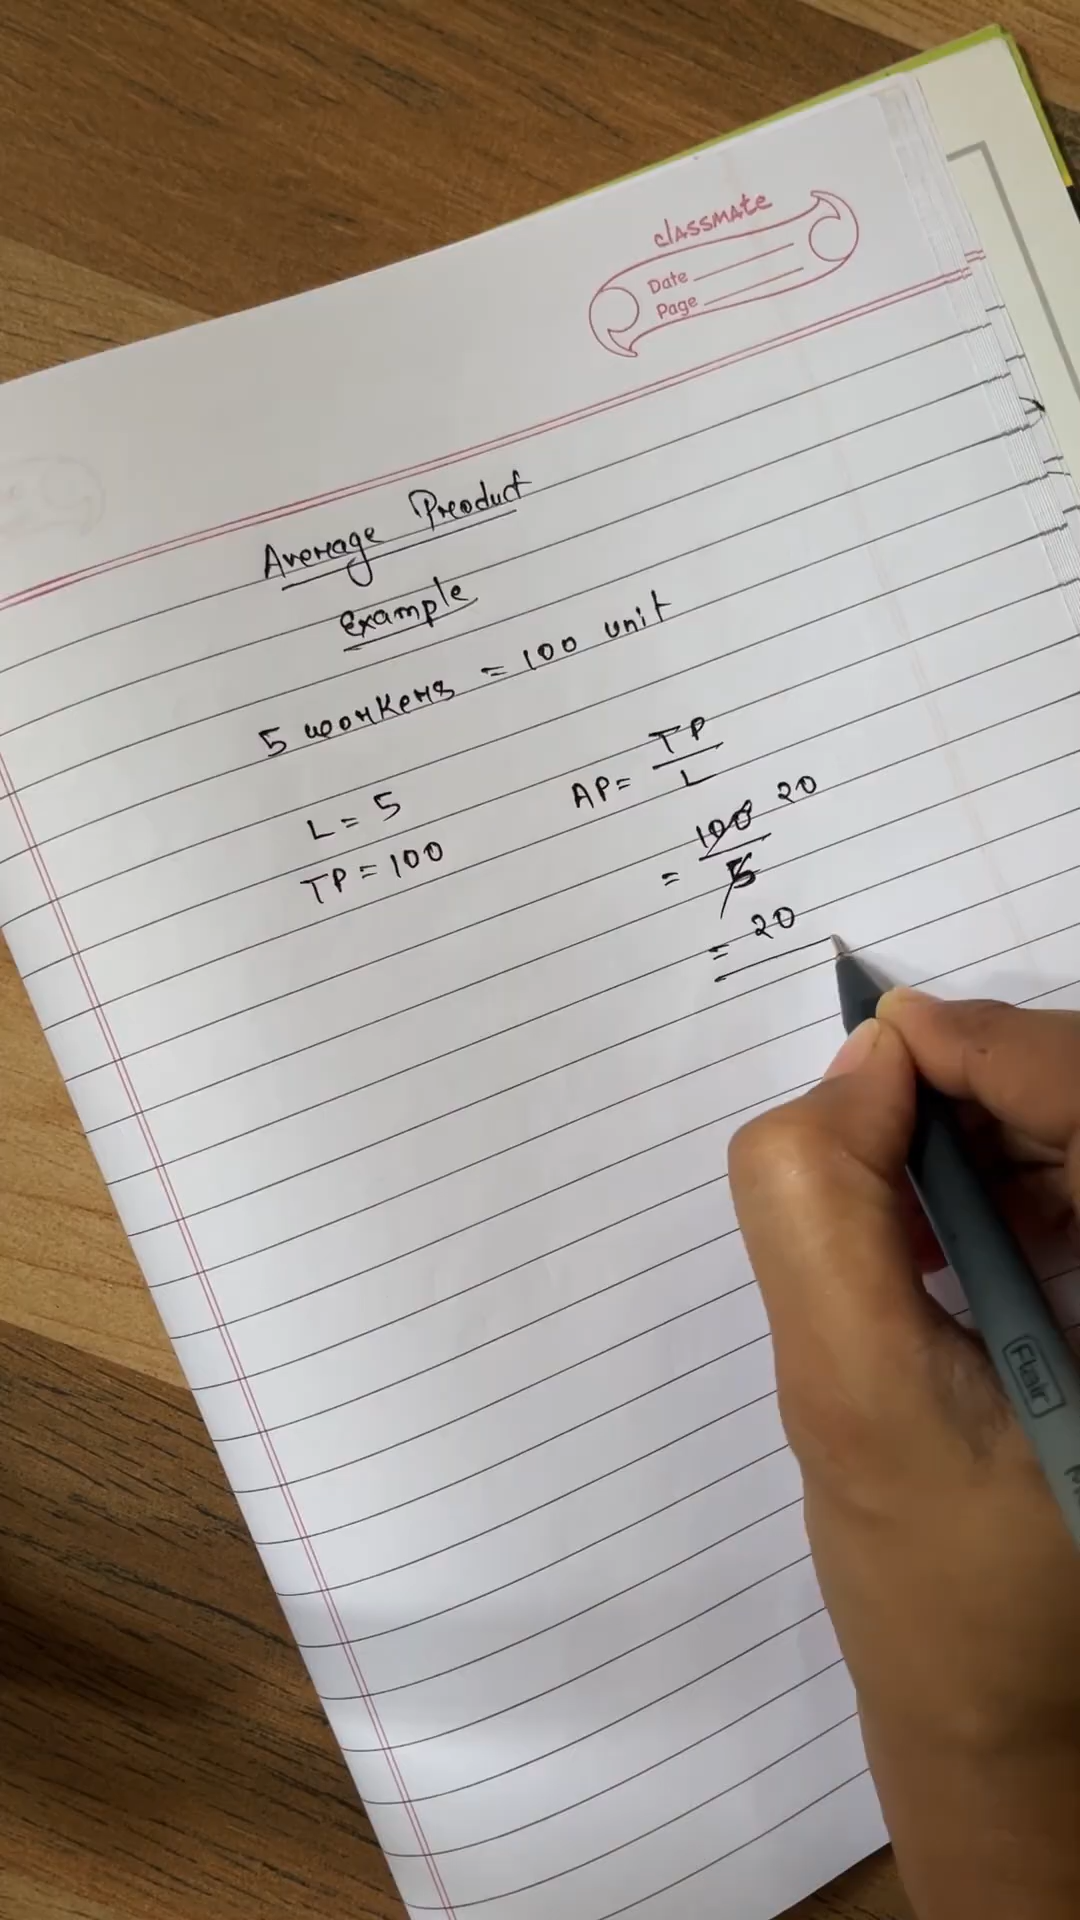 classmate
Date
Page
Average Product
Example
5 workers = 100 unit
L = 5
TP = 100
AP = TP/L
= 100/5 20
= 20
Flair